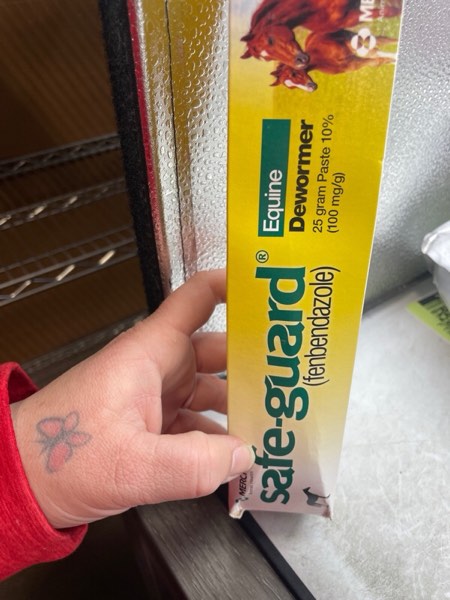 safe-guard®
(fenbendazole)
Equine
Dewormer
25 gram Paste 10%
(100 mg/g)